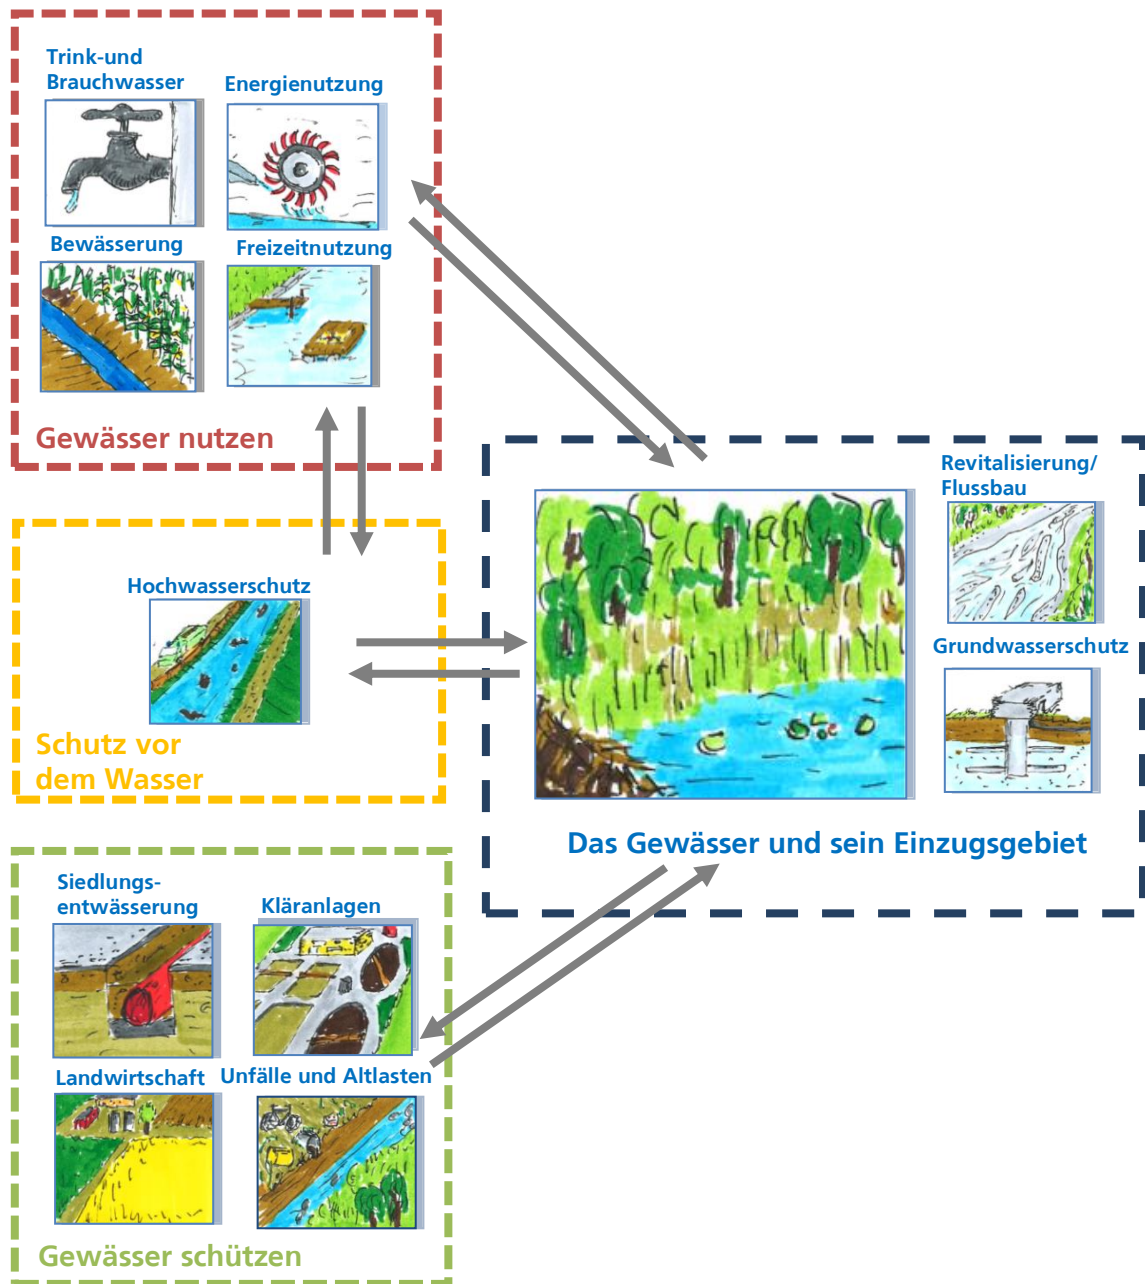 Trink-und
Brauchwasser
Energienutzung
Bewässerung
Freizeitnutzung
Gewässer nutzen
Hochwasserschutz
Schutz vor
dem Wasser
Revitalisierung/
Flussbau
Grundwasserschutz
Das Gewässer und sein Einzugsgebiet
Siedlungs-
entwässerung
Kläranlagen
Landwirtschaft
Unfälle und Altlasten
Gewässer schützen